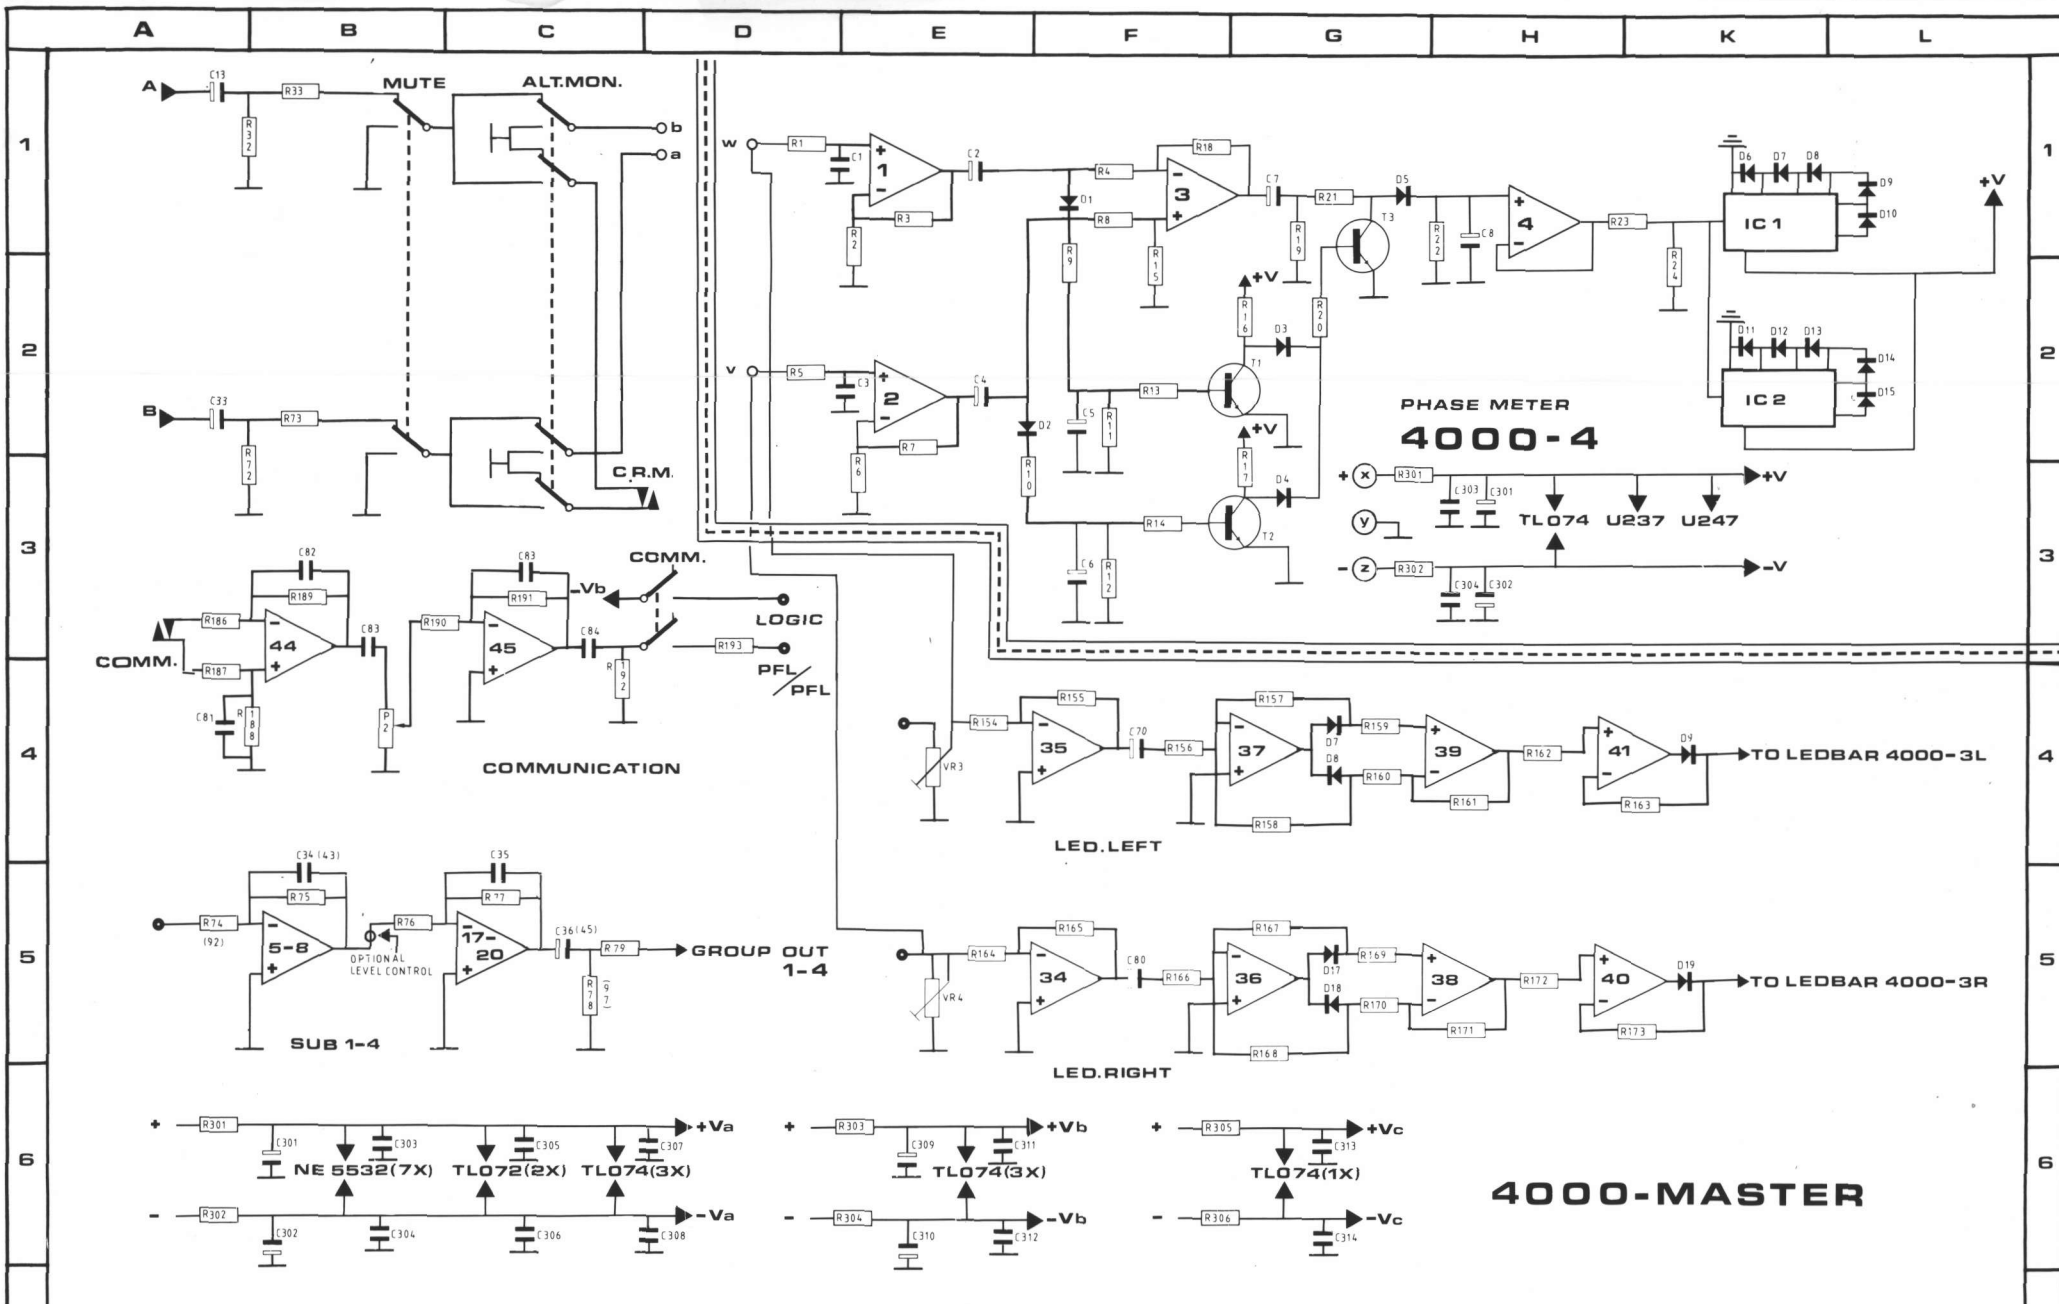 A B C D E F G H K L
1 1
2 2
3 3
4 4
5 5
6 6
A
C13
R33
R32
MUTE
ALT.MON.
b
a
B
C33
R73
R72
C.R.M.
W
R1
C1
+
1
-
C2
R3
R2
V
R5
C3
+
2
-
C4
R7
R6
D1
R4
R8
R9
D2
R10
R18
-
3
+
R15
C7
R21
R19
D5
T3
R22
C8
+
4
-
R23
R24
+V
R16
R20
D3
T1
R13
C5
R11
+V
R17
D4
T2
R14
C6
R12
D6 D7 D8
D9
D10
IC1
+V
D11 D12 D13
D14
D15
IC2
PHASE METER
4000-4
+ x R301
C303 C301
TL074 U237 U247
+V
y
- z R302
C304 C302
-V
C82
R189
R186
-
44
+
C83
COMM.
R187
C81
R188
P2
R190
C83
R191
-
45
+
C84
R192
-Vb
COMM.
LOGIC
R193
PFL
/PFL
COMMUNICATION
VR3
R154
R155
-
35
+
C70
R156
R157
-
37
+
D7
D8
R158
R159
R160
+
39
-
R161
R162
+
41
-
D9
R163
TO LEDBAR 4000-3L
LED.LEFT
C34(43)
R75
R74
(92)
-
5-8
+
OPTIONAL
LEVEL CONTROL
R76
C35
R77
-
17-
20
+
C36(45)
R79
R78
(97)
GROUP OUT
1-4
SUB 1-4
VR4
R164
R165
-
34
+
C80
R166
R167
-
36
+
D17
D18
R168
R169
R170
+
38
-
R171
R172
+
40
-
D19
R173
TO LEDBAR 4000-3R
LED.RIGHT
+ R301
C301 C303 C305 C307
+Va
NE 5532(7X) TL072(2X) TL074(3X)
- R302
C302 C304 C306 C308
-Va
+ R303
C309 C311
+Vb
TL074(3X)
- R304
C310 C312
-Vb
+ R305
C313
+Vc
TL074(1X)
- R306
C314
-Vc
4000-MASTER